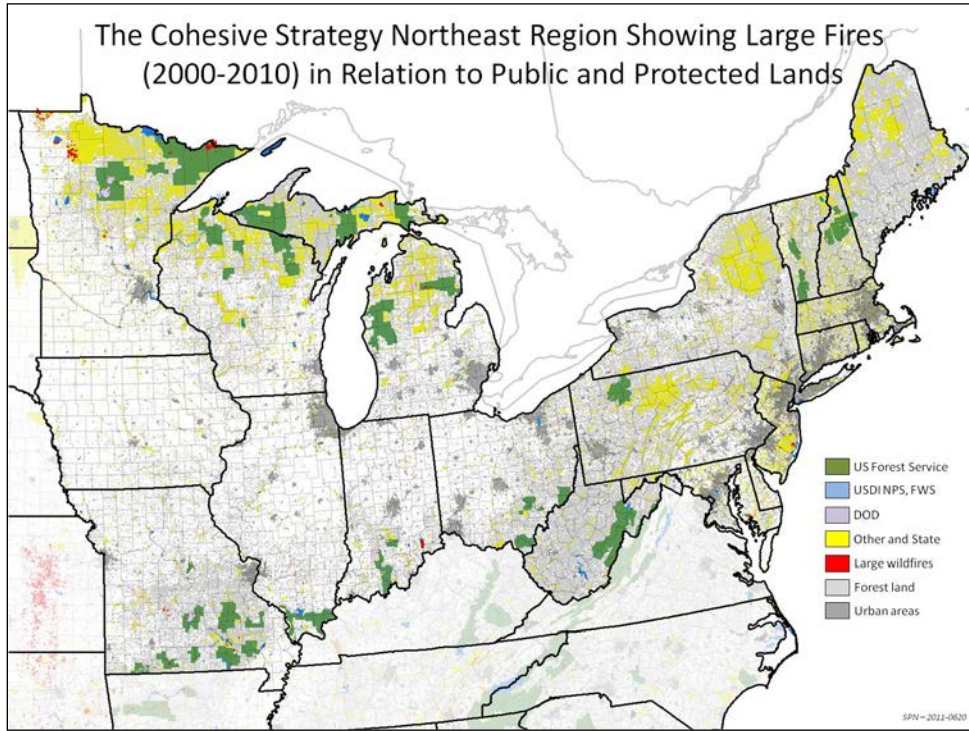 The Cohesive Strategy Northeast Region Showing Large Fires
(2000-2010) in Relation to Public and Protected Lands
US Forest Service
USDI NPS, FWS
DOD
Other and State
Large wildfires
Forest land
Urban areas
SPN-2011-0620